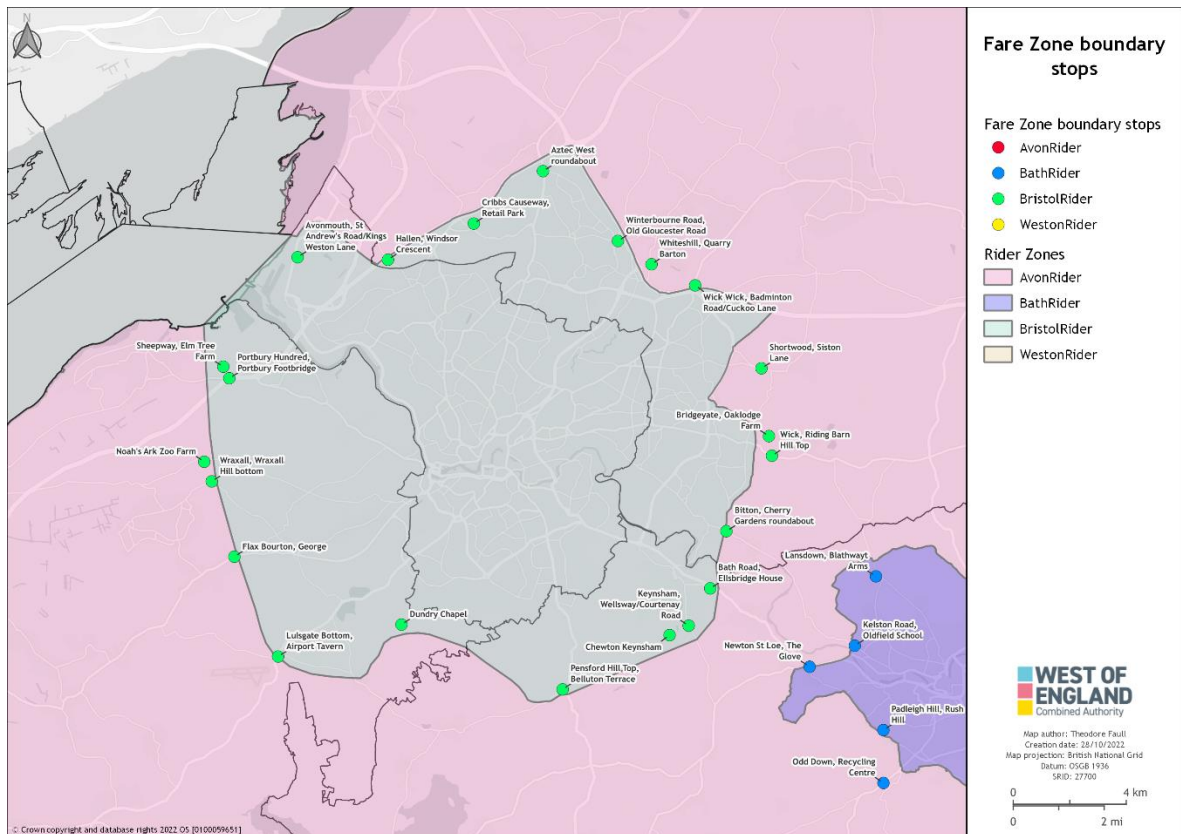 N
Aztec West
roundabout
Cribbs Causeway,
Retail Park
Avonmouth, St
Andrew's Road/Kings
Weston Lane
Hallen, Windsor
Crescent
Winterbourne Road,
Old Gloucester Road
Whiteshill, Quarry
Barton
Wick Wick, Badminton
Road/Cuckoo Lane
Sheepway, Elm Tree
Farm
Portbury Hundred,
Portbury Footbridge
Shortwood, Siston
Lane
Bridgeyate, Oaklodge
Farm
Wick, Riding Barn
Hill Top
Noah's Ark Zoo Farm
Wraxall, Wraxall
Hill bottom
Bitton, Cherry
Gardens roundabout
Flax Bourton, George
Lansdown, Blathwayt
Arms
Bath Road,
Ellsbridge House
Keynsham,
Wellsway/Courtenay
Road
Dundry Chapel
Chewton Keynsham
Kelston Road,
Oldfield School
Newton St Loe, The
Glove
Lulsgate Bottom,
Airport Tavern
Pensford Hill Top,
Belluton Terrace
Padleigh Hill, Rush
Hill
Odd Down, Recycling
Centre
© Crown copyright and database rights 2022 OS [0100059651]
Fare Zone boundary
stops
Fare Zone boundary stops
AvonRider
BathRider
BristolRider
WestonRider
Rider Zones
AvonRider
BathRider
BristolRider
WestonRider
WEST OF
ENGLAND
Combined Authority
Map author: Theodore Faull
Creation date: 28/10/2022
Map projection: British National Grid
Datum: OSGB 1936
SRID: 27700
0 4 km
0 2 mi